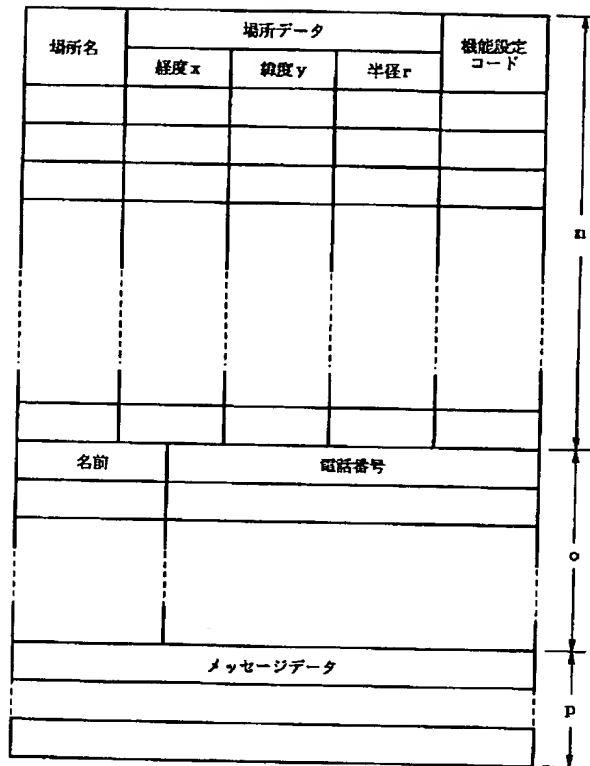 場所名
場所データ
機能設定
コード
経度x
緯度y
半径r
n
名前
電話番号
o
メッセージデータ
p